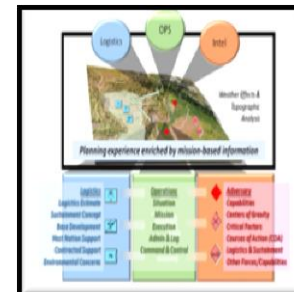 Logistics
OPS
Intel
Weather Effects &
Topographic
Analysis
Planning experience enriched by mission-based information
Logistics
Logistics Estimate
Sustainment Concept
Base Development
Host Nation Support
Contracted Support
Environmental Concerns
Operations
Situation
Mission
Execution
Admin & Log
Command & Control
Adversary
Capabilities
Centers of Gravity
Critical Factors
Courses of Action (COA)
Logistics & Sustainment
Other Forces/Capabilities